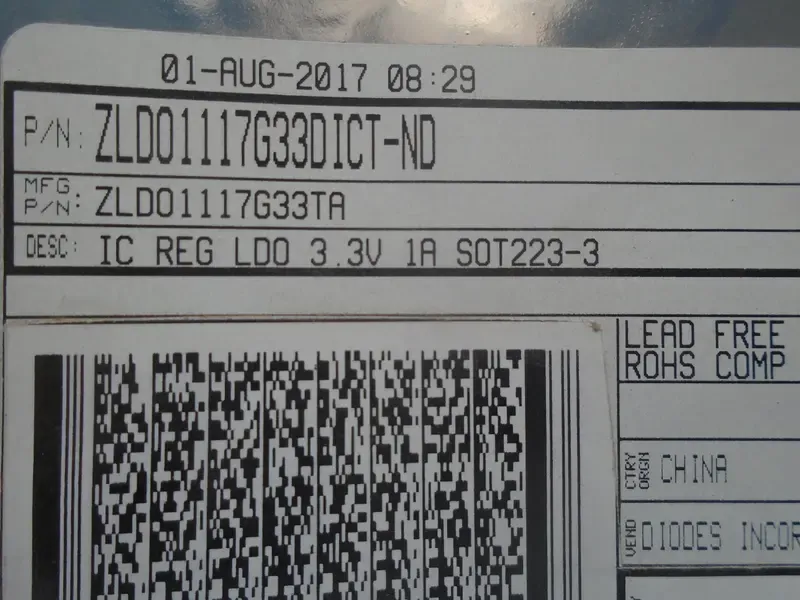 01-AUG-2017 08:29
P/N: ZLDO1117G33DICT-ND
MFG P/N: ZLDO1117G33TA
DESC: IC REG LDO 3.3V 1A SOT223-3
LEAD FREE
ROHS COMP
CTRY ORGN CHINA
VEND DIODES INCOR